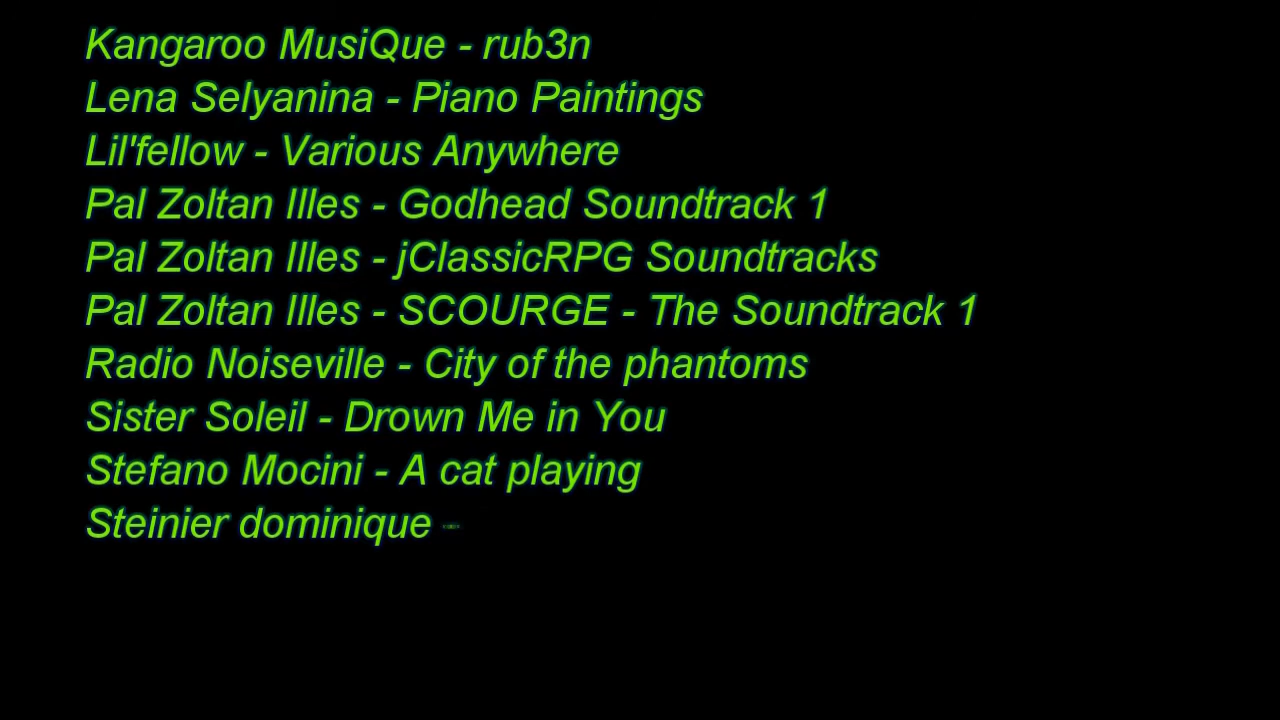 Kangaroo MusiQue - rub3n
Lena Selyanina - Piano Paintings
Lil'fellow - Various Anywhere
Pal Zoltan Illes - Godhead Soundtrack 1
Pal Zoltan Illes - jClassicRPG Soundtracks
Pal Zoltan Illes - SCOURGE - The Soundtrack 1
Radio Noiseville - City of the phantoms
Sister Soleil - Drown Me in You
Stefano Mocini - A cat playing
Steinier dominique -